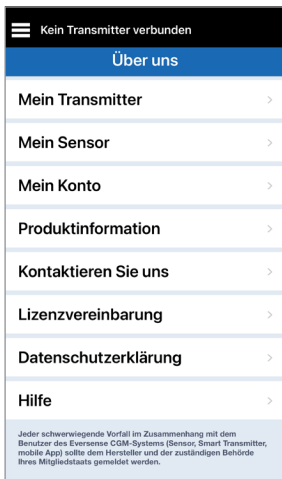 Kein Transmitter verbunden
Über uns
Mein Transmitter
Mein Sensor
Mein Konto
Produktinformation
Kontaktieren Sie uns
Lizenzvereinbarung
Datenschutzerklärung
Hilfe
Jeder schwerwiegende Vorfall im Zusammenhang mit dem
Benutzer des Eversense CGM-Systems (Sensor, Smart Transmitter,
mobile App) sollte dem Hersteller und der zuständigen Behörde
Ihres Mitgliedstaats gemeldet werden.